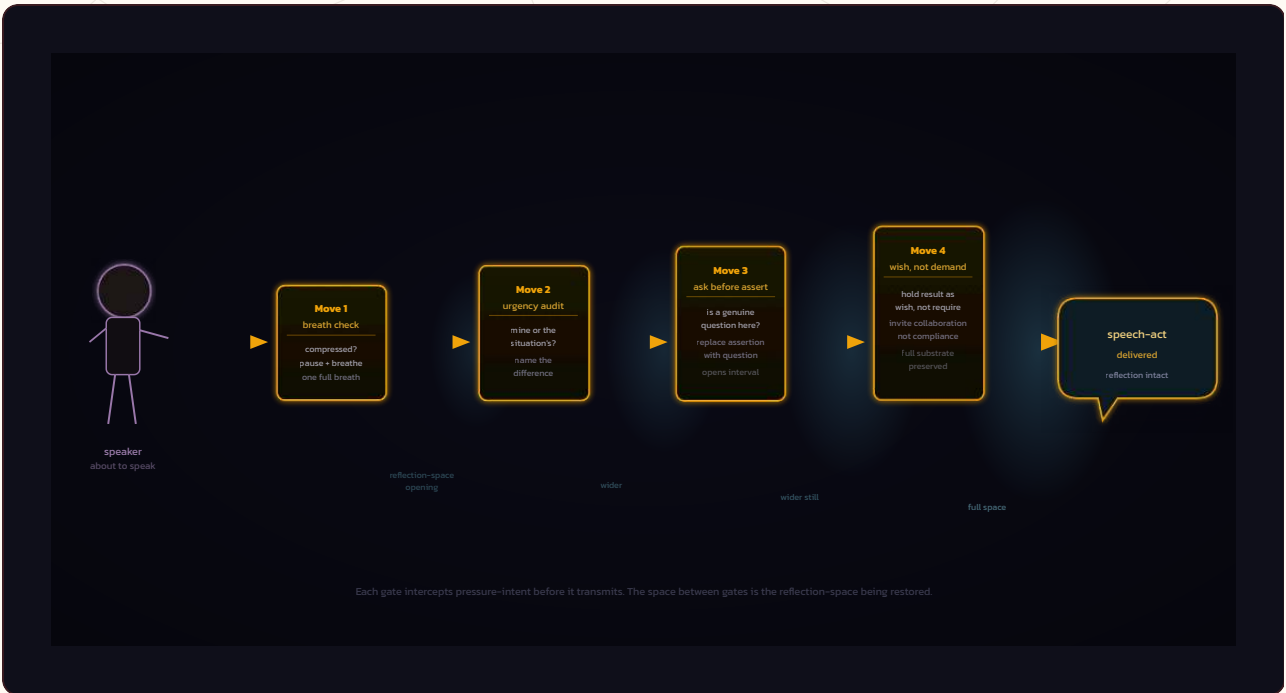 speaker
about to speak
Move 1
breath check
compressed?
pause + breathe
one full breath
reflection-space
opening
Move 2
urgency audit
mine or the
situation's?
name the
difference
wider
Move 3
ask before assert
is a genuine
question here?
replace assertion
with question
opens interval
wider still
Move 4
wish, not demand
hold result as
wish, not require
invite collaboration
not compliance
full substrate
preserved
full space
speech-act
delivered
reflection intact
Each gate intercepts pressure-intent before it transmits. The space between gates is the reflection-space being restored.